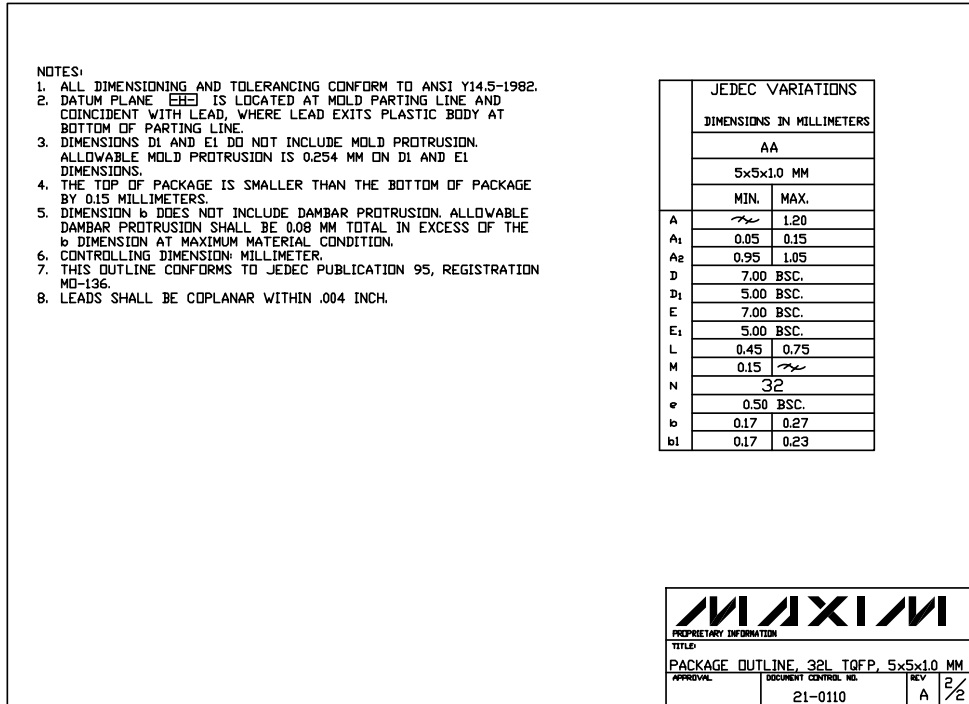 NOTES:
1. ALL DIMENSIONING AND TOLERANCING CONFORM TO ANSI Y14.5-1982.
2. DATUM PLANE -H- IS LOCATED AT MOLD PARTING LINE AND
COINCIDENT WITH LEAD, WHERE LEAD EXITS PLASTIC BODY AT
BOTTOM OF PARTING LINE.
3. DIMENSIONS D1 AND E1 DO NOT INCLUDE MOLD PROTRUSION.
ALLOWABLE MOLD PROTRUSION IS 0.254 MM ON D1 AND E1
DIMENSIONS.
4. THE TOP OF PACKAGE IS SMALLER THAN THE BOTTOM OF PACKAGE
BY 0.15 MILLIMETERS.
5. DIMENSION b DOES NOT INCLUDE DAMBAR PROTRUSION. ALLOWABLE
DAMBAR PROTRUSION SHALL BE 0.08 MM TOTAL IN EXCESS OF THE
b DIMENSION AT MAXIMUM MATERIAL CONDITION.
6. CONTROLLING DIMENSION: MILLIMETER.
7. THIS OUTLINE CONFORMS TO JEDEC PUBLICATION 95, REGISTRATION
MO-136.
8. LEADS SHALL BE COPLANAR WITHIN .004 INCH.
JEDEC VARIATIONS
DIMENSIONS IN MILLIMETERS
AA
5x5x1.0 MM
MIN. MAX.
A 1.20
A1 0.05 0.15
A2 0.95 1.05
D 7.00 BSC.
D1 5.00 BSC.
E 7.00 BSC.
E1 5.00 BSC.
L 0.45 0.75
M 0.15
N 32
e 0.50 BSC.
b 0.17 0.27
b1 0.17 0.23
MAXIM
PROPRIETARY INFORMATION
TITLE:
PACKAGE OUTLINE, 32L TQFP, 5x5x1.0 MM
APPROVAL DOCUMENT CONTROL NO. REV
21-0110 A 2/2